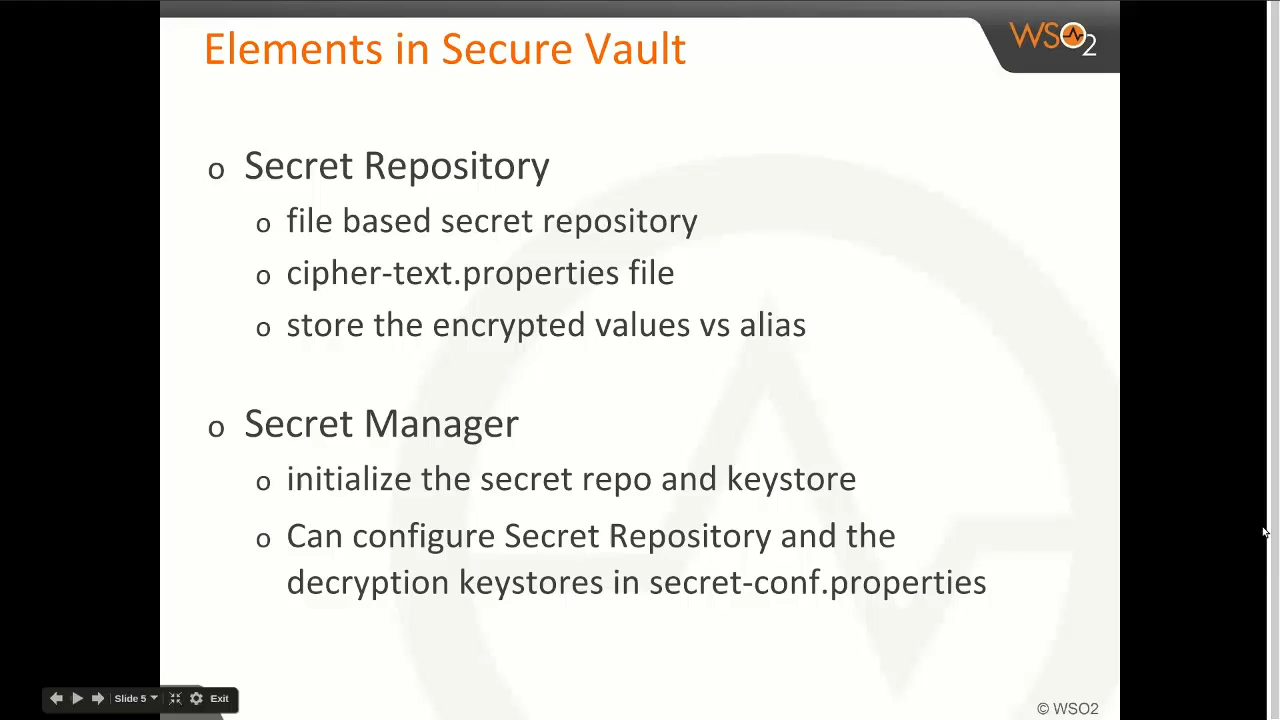 Elements in Secure Vault
WSO2
o Secret Repository
o file based secret repository
o cipher-text.properties file
o store the encrypted values vs alias
o Secret Manager
o initialize the secret repo and keystore
o Can configure Secret Repository and the
decryption keystores in secret-conf.properties
Slide 5
Exit
© WSO2